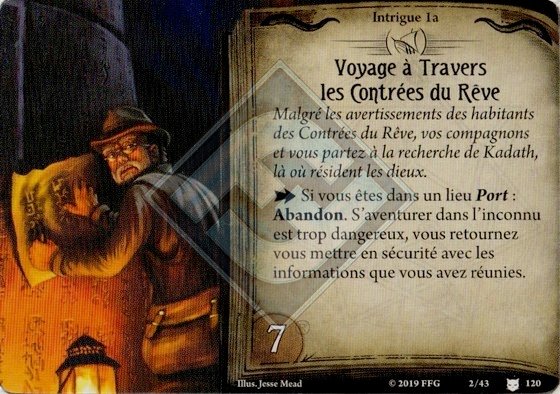 Intrigue 1a
Voyage à Travers
les Contrées du Rêve
Malgré les avertissements des habitants
des Contrées du Rêve, vos compagnons
et vous partez à la recherche de Kadath,
là où résident les dieux.
Si vous êtes dans un lieu Port :
Abandon. S'aventurer dans l'inconnu
est trop dangereux, vous retournez
vous mettre en sécurité avec les
informations que vous avez réunies.
7
Illus. Jesse Mead © 2019 FFG 2/43 120